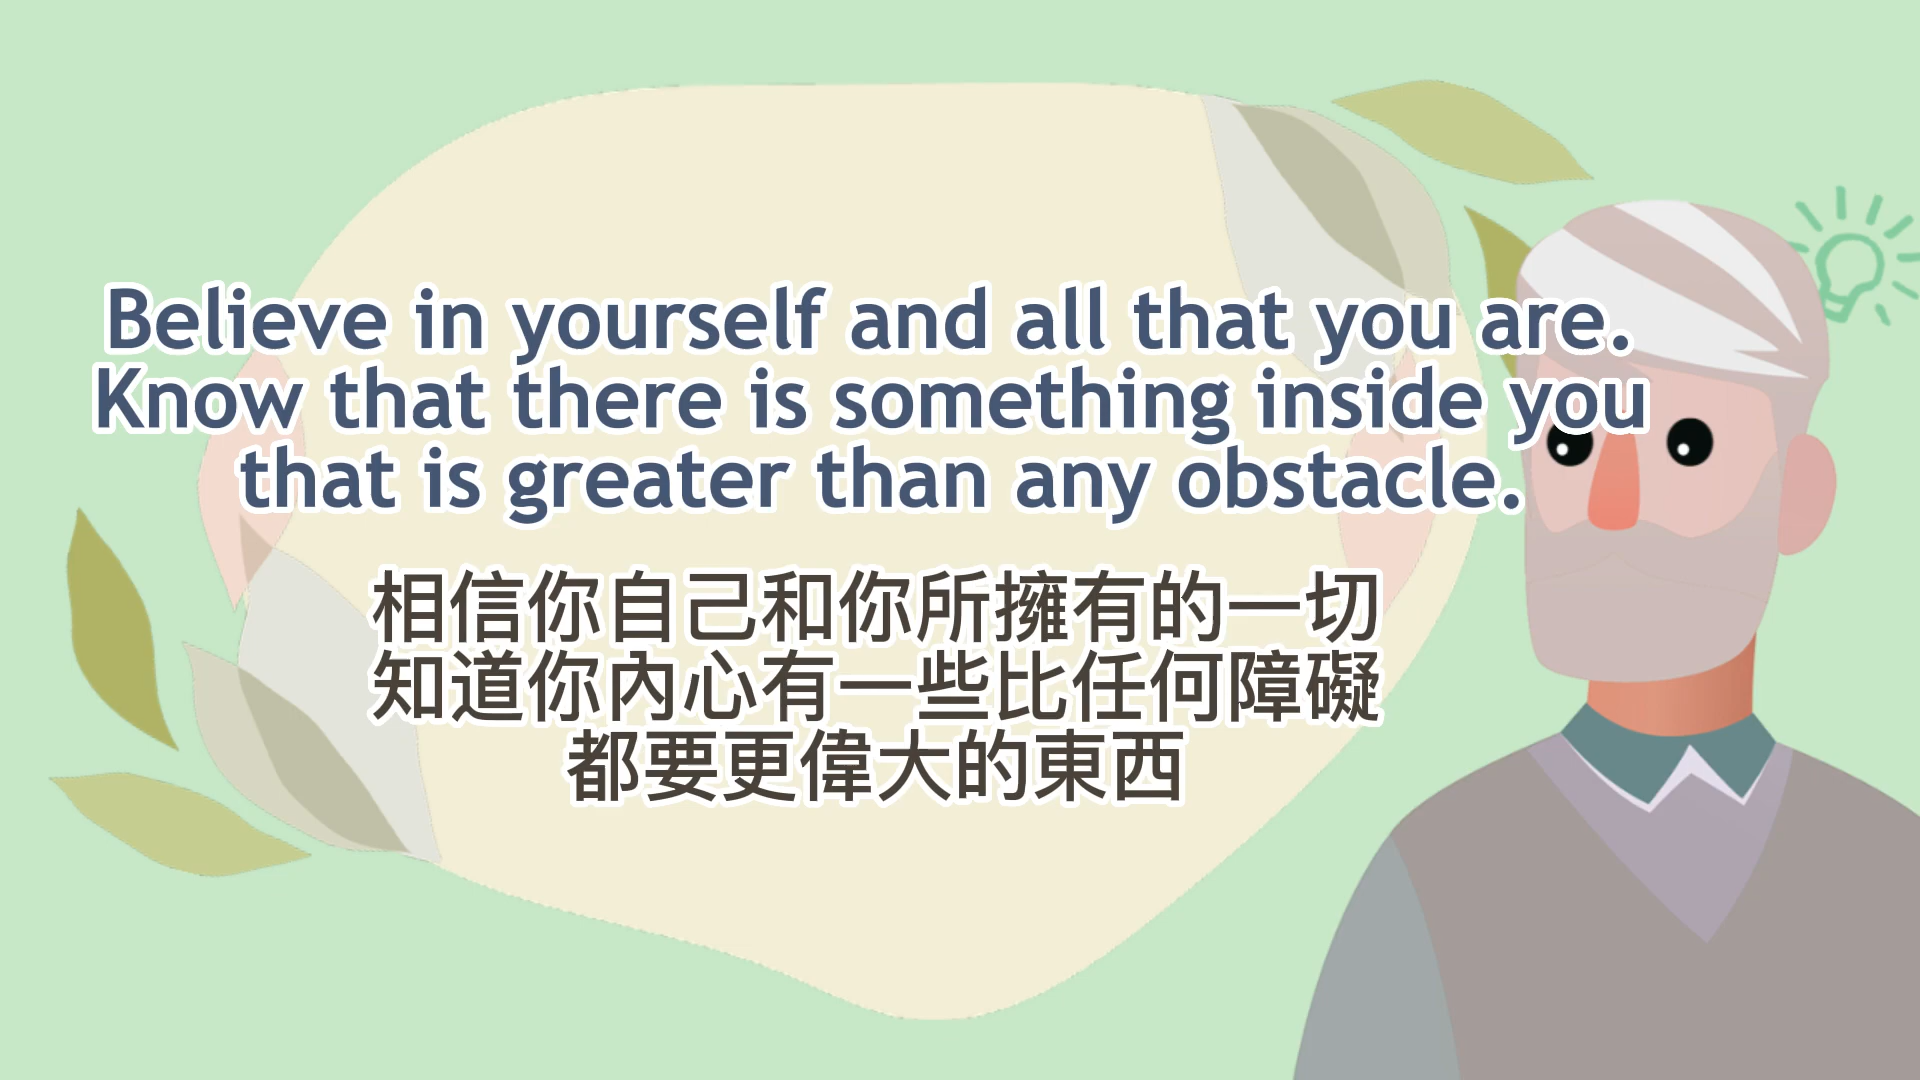 Believe in yourself and all that you are.
Know that there is something inside you
that is greater than any obstacle.
相信你自己和你所擁有的一切
知道你內心有一些比任何障礙
都要更偉大的東西